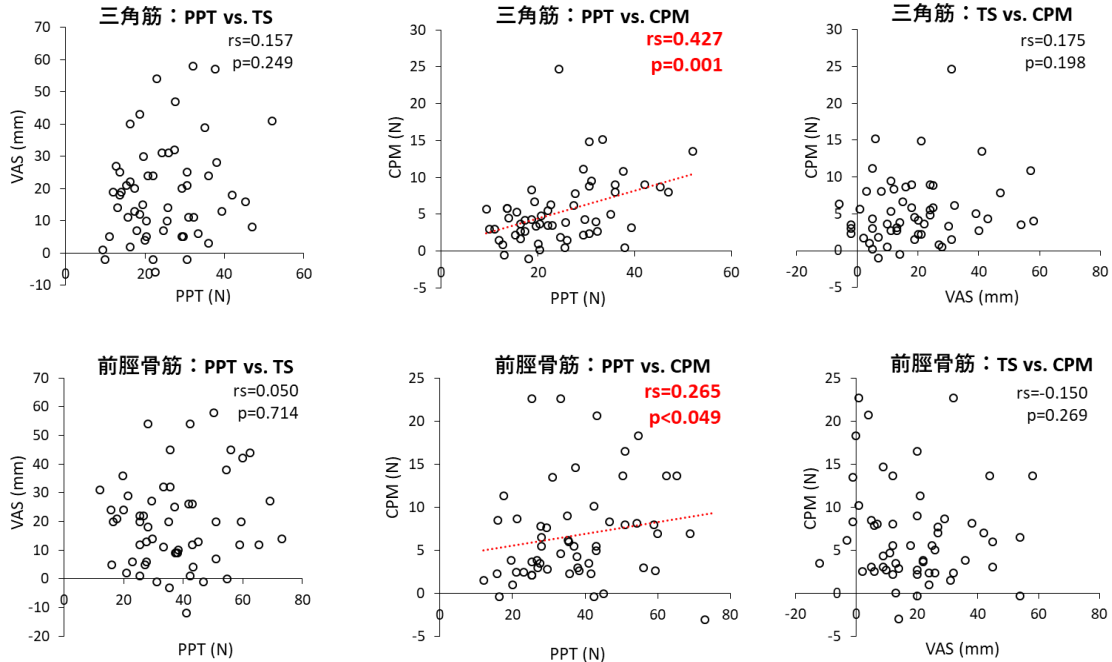 三角筋：PPT vs. TS
rs=0.157
p=0.249
70
60
50
40
30
20
10
0
-10
0
20
40
60
VAS (mm)
PPT (N)
三角筋：PPT vs. CPM
rs=0.427
p=0.001
30
25
20
15
10
5
0
-5
0
20
40
60
CPM (N)
PPT (N)
三角筋：TS vs. CPM
rs=0.175
p=0.198
30
25
20
15
10
5
0
-5
0
20
40
60
80
CPM (N)
VAS (mm)
前脛骨筋：PPT vs. TS
rs=0.050
p=0.714
70
60
50
40
30
20
10
0
-10
-20
0
20
40
60
80
VAS (mm)
PPT (N)
前脛骨筋：PPT vs. CPM
rs=0.265
p<0.049
25
20
15
10
5
0
-5
0
20
40
60
80
CPM (N)
PPT (N)
前脛骨筋：TS vs. CPM
rs=-0.150
p=0.269
25
20
15
10
5
0
-5
-20
0
20
40
60
80
CPM (N)
VAS (mm)